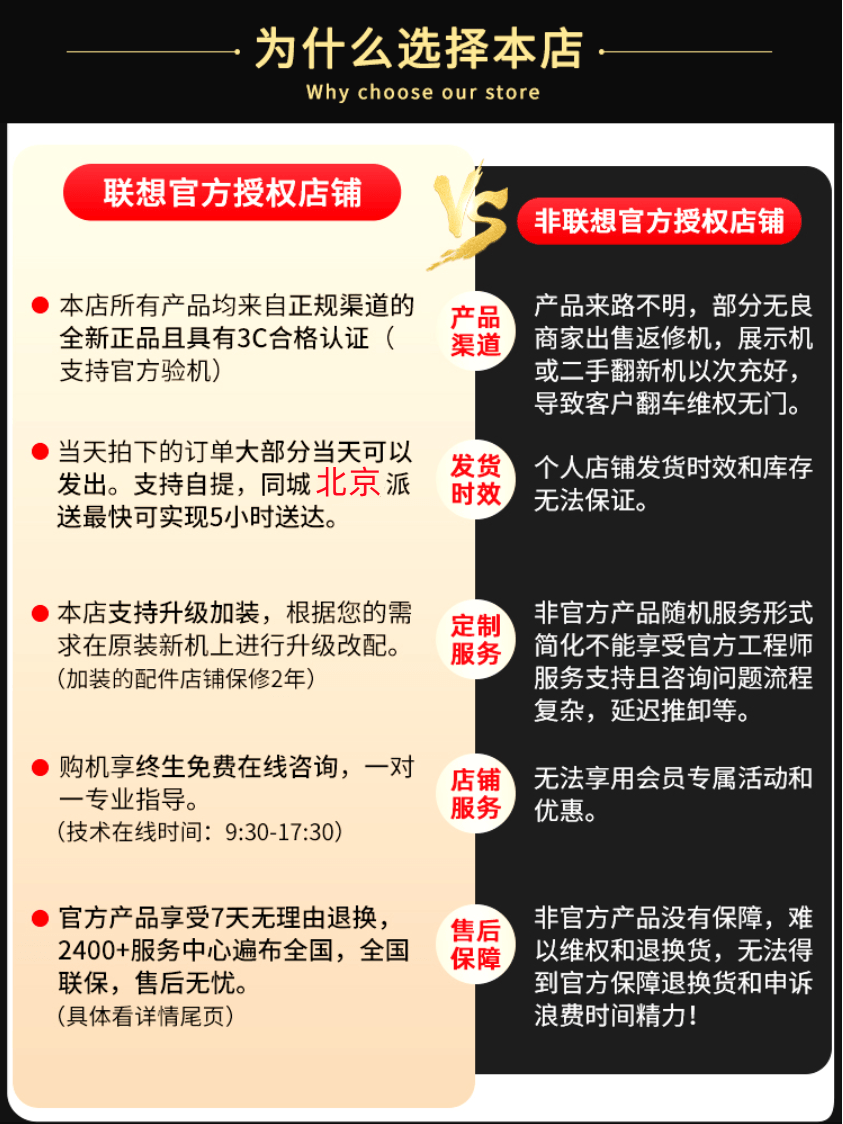 为什么选择本店
Why choose our store
联想官方授权店铺
VS
非联想官方授权店铺
本店所有产品均来自正规渠道的
全新正品且具有3C合格认证（
支持官方验机）
产品
渠道
产品来路不明，部分无良
商家出售返修机，展示机
或二手翻新机以次充好，
导致客户翻车维权无门。
当天拍下的订单大部分当天可以
发出。支持自提，同城 北京 派
送最快可实现5小时送达。
发货
时效
个人店铺发货时效和库存
无法保证。
本店支持升级加装，根据您的需
求在原装新机上进行升级改配。
（加装的配件店铺保修2年）
定制
服务
非官方产品随机服务形式
简化不能享受官方工程师
服务支持且咨询问题流程
复杂，延迟推卸等。
购机享终生免费在线咨询，一对
一专业指导。
（技术在线时间：9:30-17:30）
店铺
服务
无法享用会员专属活动和
优惠。
官方产品享受7天无理由退换，
2400+服务中心遍布全国，全国
联保，售后无忧。
（具体看详情尾页）
售后
保障
非官方产品没有保障，难
以维权和退换货，无法得
到官方保障退换货和申诉
浪费时间精力！